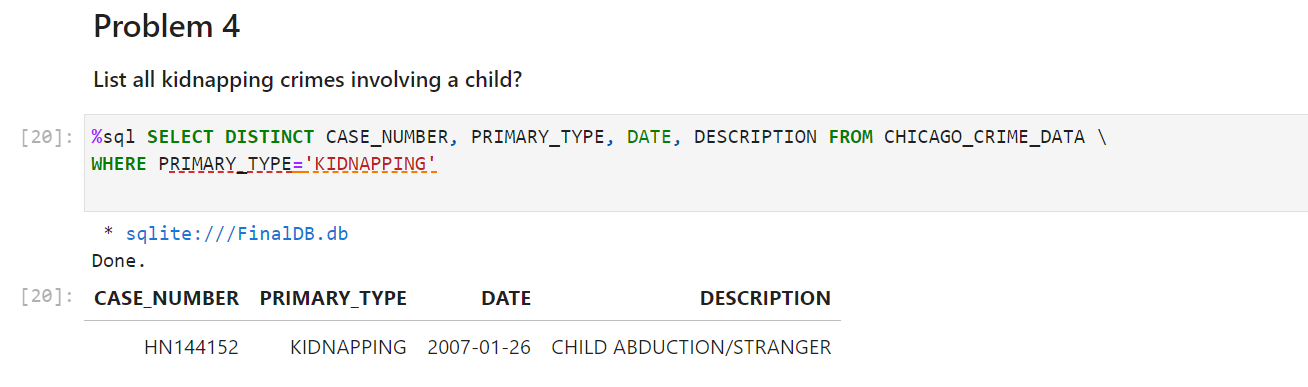 Problem 4
List all kidnapping crimes involving a child?
[20]: %sql SELECT DISTINCT CASE_NUMBER, PRIMARY_TYPE, DATE, DESCRIPTION FROM CHICAGO_CRIME_DATA \
WHERE PRIMARY_TYPE='KIDNAPPING'
* sqlite:///FinalDB.db
Done.
[20]: CASE_NUMBER PRIMARY_TYPE DATE DESCRIPTION
HN144152 KIDNAPPING 2007-01-26 CHILD ABDUCTION/STRANGER